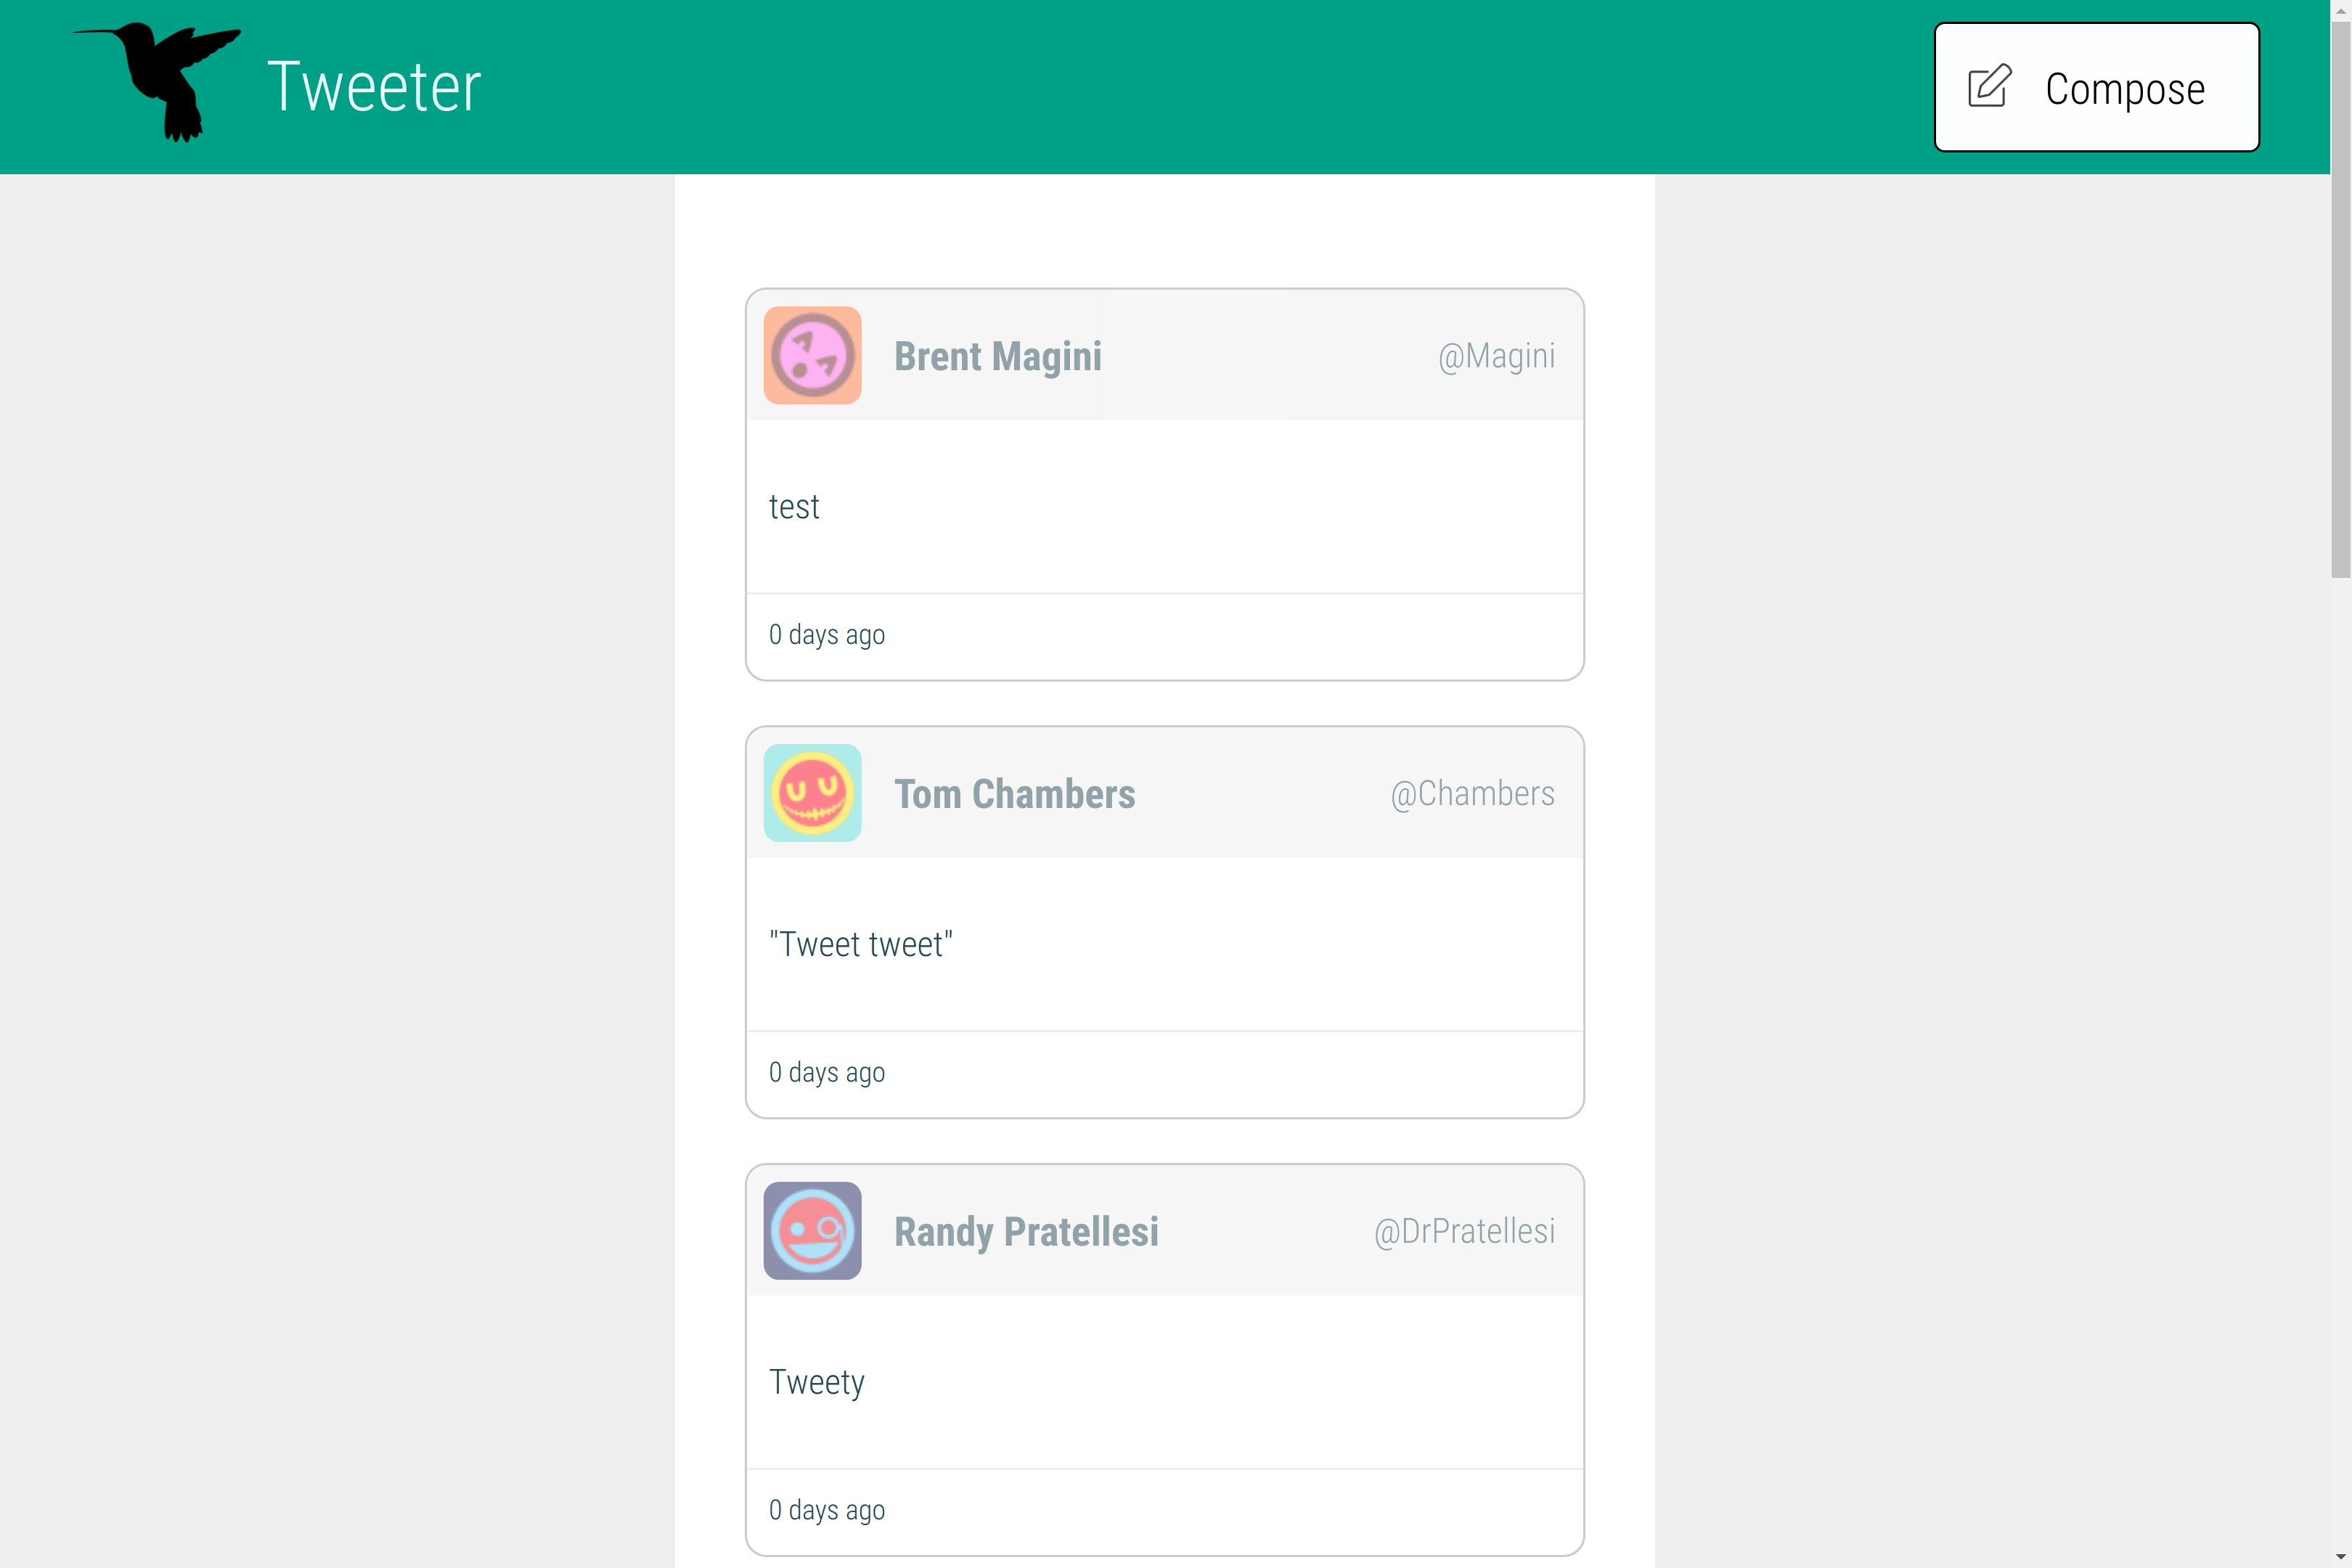 Tweeter
Compose
Brent Magini
@Magini
test
0 days ago
Tom Chambers
@Chambers
"Tweet tweet"
0 days ago
Randy Pratellesi
@DrPratellesi
Tweety
0 days ago